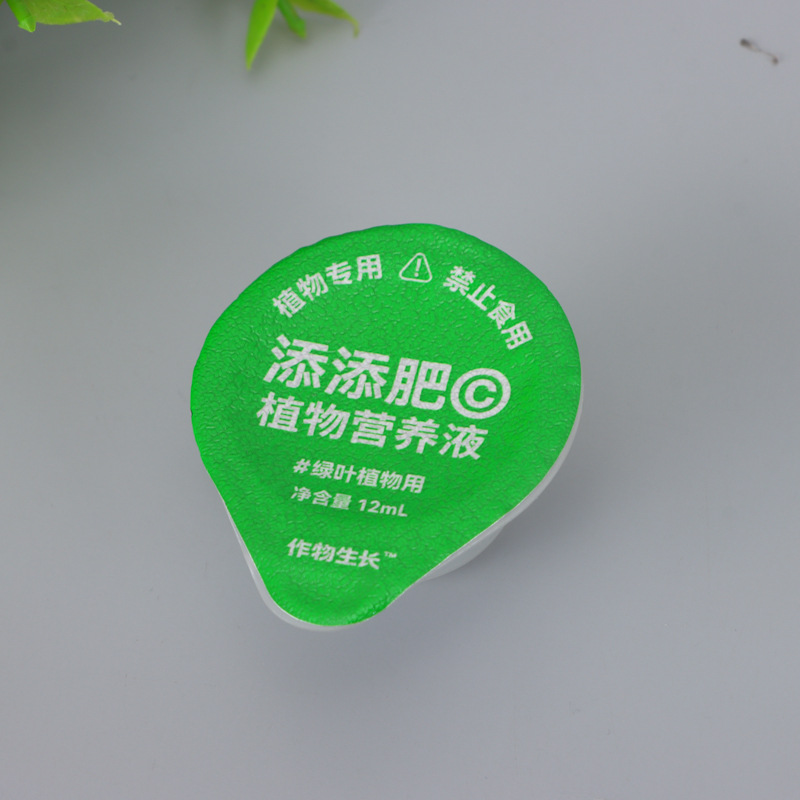 植物专用 ⚠ 禁止食用
添添肥©
植物营养液
#绿叶植物用
净含量 12mL
作物生长™